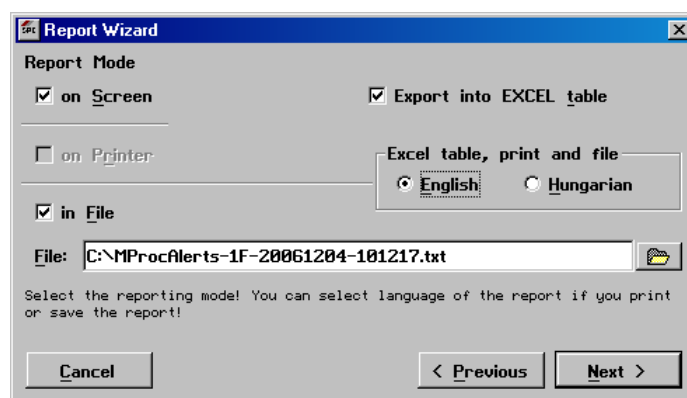 SPC Report Wizard
Report Mode
on Screen
Export into EXCEL table
on Printer
Excel table, print and file
English Hungarian
in File
File: C:\MProcAlerts-1F-20061204-101217.txt
Select the reporting mode! You can select language of the report if you print
or save the report!
Cancel < Previous Next >